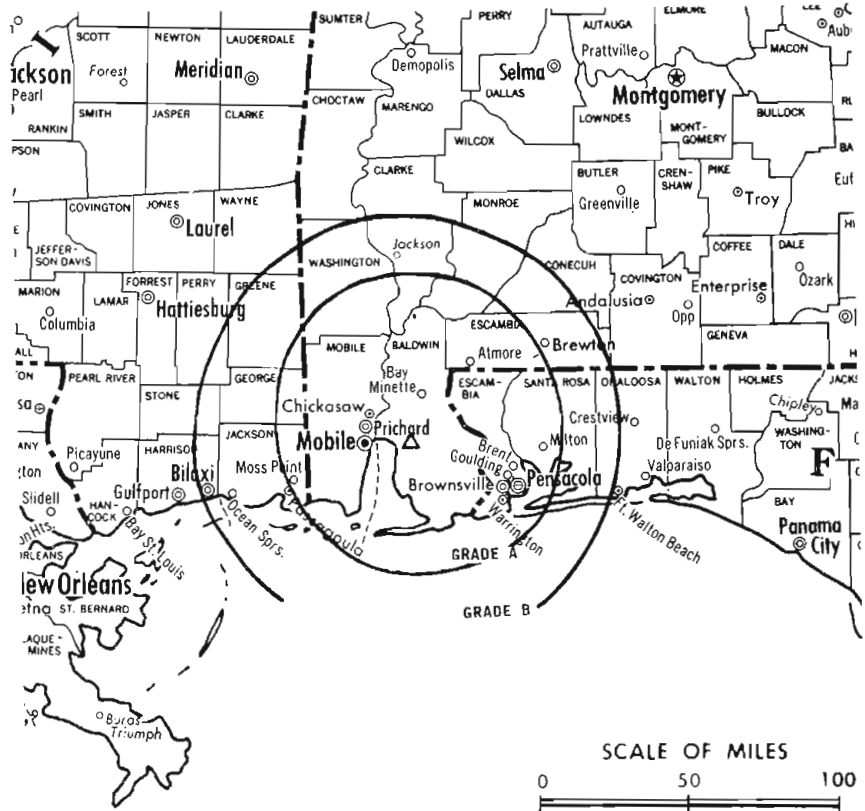 SUMTER
PERRY
ELMORE
AUTAUGA
SCOTT
NEWTON
LAUDERDALE
Prattville
MACON
Demopolis
Selma
Forest
Meridian
Pearl
DALLAS
Montgomery
CHOCTAW
MARENGO
SMITH
JASPER
CLARKE
LOWNDES
BULLOCK
RANKIN
MONT-
GOMERY
WILCOX
CLARKE
BUTLER
CREN-
SHAW
PIKE
Greenville
Troy
COVINGTON
JONES
WAYNE
MONROE
Laurel
JEFFER-
SON DAVIS
Jackson
COFFEE
DALE
WASHINGTON
CONECUH
COVINGTON
Ozark
MARION
LAMAR
FORREST
PERRY
GREENE
Enterprise
Andalusia
Opp
Hattiesburg
Columbia
ESCAMBIA
GENEVA
MOBILE
BALDWIN
Brewton
Atmore
PEARL RIVER
GEORGE
Bay
Minette
ESCAM-
BIA
SANTA ROSA
OKALOOSA
WALTON
HOLMES
STONE
Chickasaw
Crestview
Chipley
Prichard
JACKSON
Mobile
Milton
De Funiak Sprs.
WASHING-
TON
HARRISON
Brent
Goulding
Picayune
Moss Point
Valparaiso
F
Biloxi
Brownsville
Pensacola
Slidell
HAN-
COCK
Gulfport
Warrington
BAY
Bay St. Louis
Ocean Sprs.
Pascagoula
Ft. Walton Beach
Panama
City
GRADE A
New Orleans
ST. BERNARD
GRADE B
Buras
Triumph
SCALE OF MILES
0 50 100